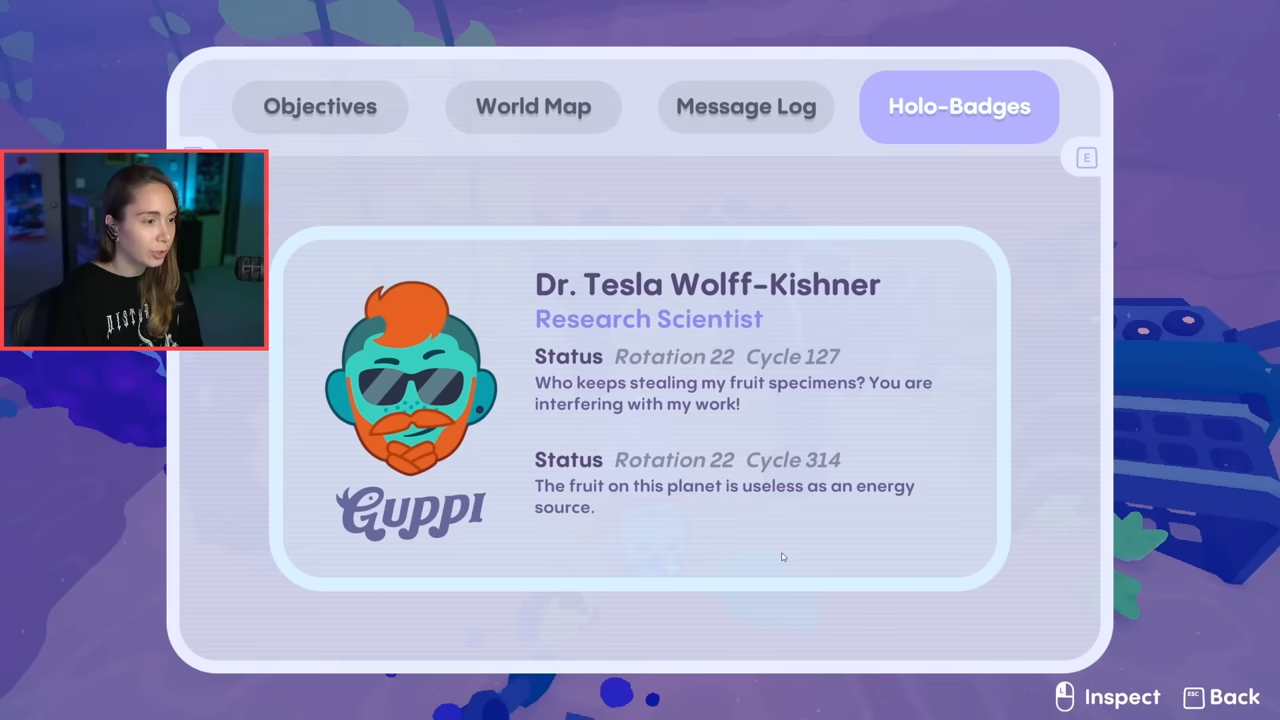 Objectives
World Map
Message Log
Holo-Badges
E
Dr. Tesla Wolff-Kishner
Research Scientist
Status Rotation 22 Cycle 127
Who keeps stealing my fruit specimens? You are
interfering with my work!
Status Rotation 22 Cycle 314
The fruit on this planet is useless as an energy
source.
GUPPI
L Inspect
ESC Back